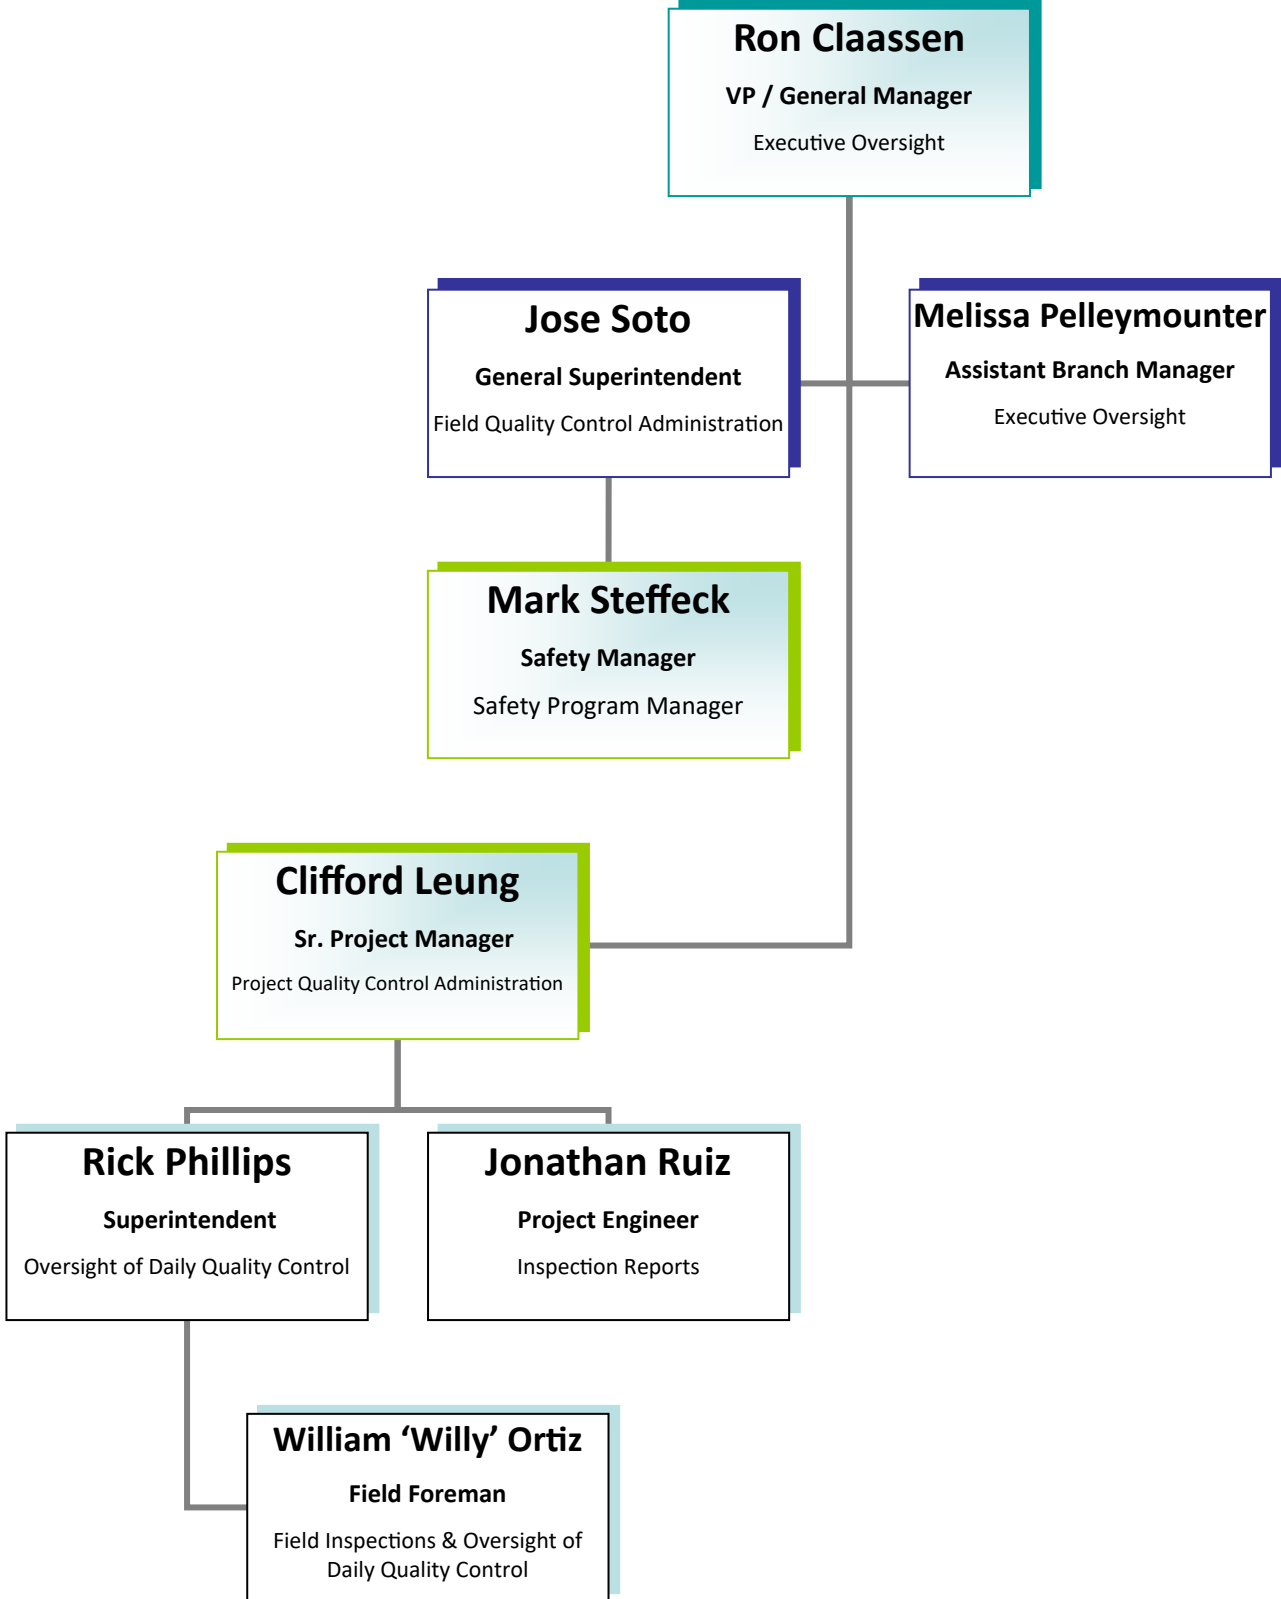 Ron Claassen
VP / General Manager
Executive Oversight
Jose Soto
General Superintendent
Field Quality Control Administration
Melissa Pelleymounter
Assistant Branch Manager
Executive Oversight
Mark Steffeck
Safety Manager
Safety Program Manager
Clifford Leung
Sr. Project Manager
Project Quality Control Administration
Rick Phillips
Superintendent
Oversight of Daily Quality Control
Jonathan Ruiz
Project Engineer
Inspection Reports
William ‘Willy’ Ortiz
Field Foreman
Field Inspections & Oversight of
Daily Quality Control